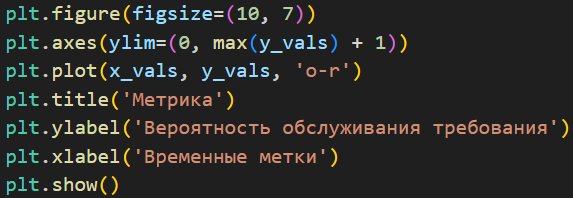 plt.figure(figsize=(10, 7))
plt.axes(ylim=(0, max(y_vals) + 1))
plt.plot(x_vals, y_vals, 'o-r')
plt.title('Метрика')
plt.ylabel('Вероятность обслуживания требования')
plt.xlabel('Временные метки')
plt.show()